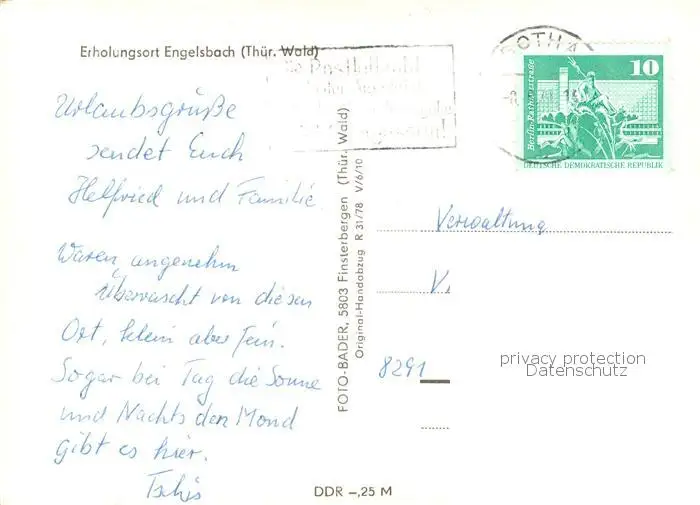 Erholungsort Engelsbach (Thür. Wald)
Urlaubsgrüße
sendet Euch
Helfried und Familie.
Waren angenehm
überrascht von diesem
Ort, klein aber fein.
Sogar bei Tag die Sonne
und Nachts den Mond
gibt es hier.
Tschüs
FOTO-BADER, 5803 Finsterbergen (Thür. Wald)
Original-Handabzug R 31/78 V/6/10
DDR –,25 M
GOTHA
10
Berlin-Rathausstraße
DEUTSCHE DEMOKRATISCHE REPUBLIK
Verwaltung
V.
8291
privacy protection
Datenschutz